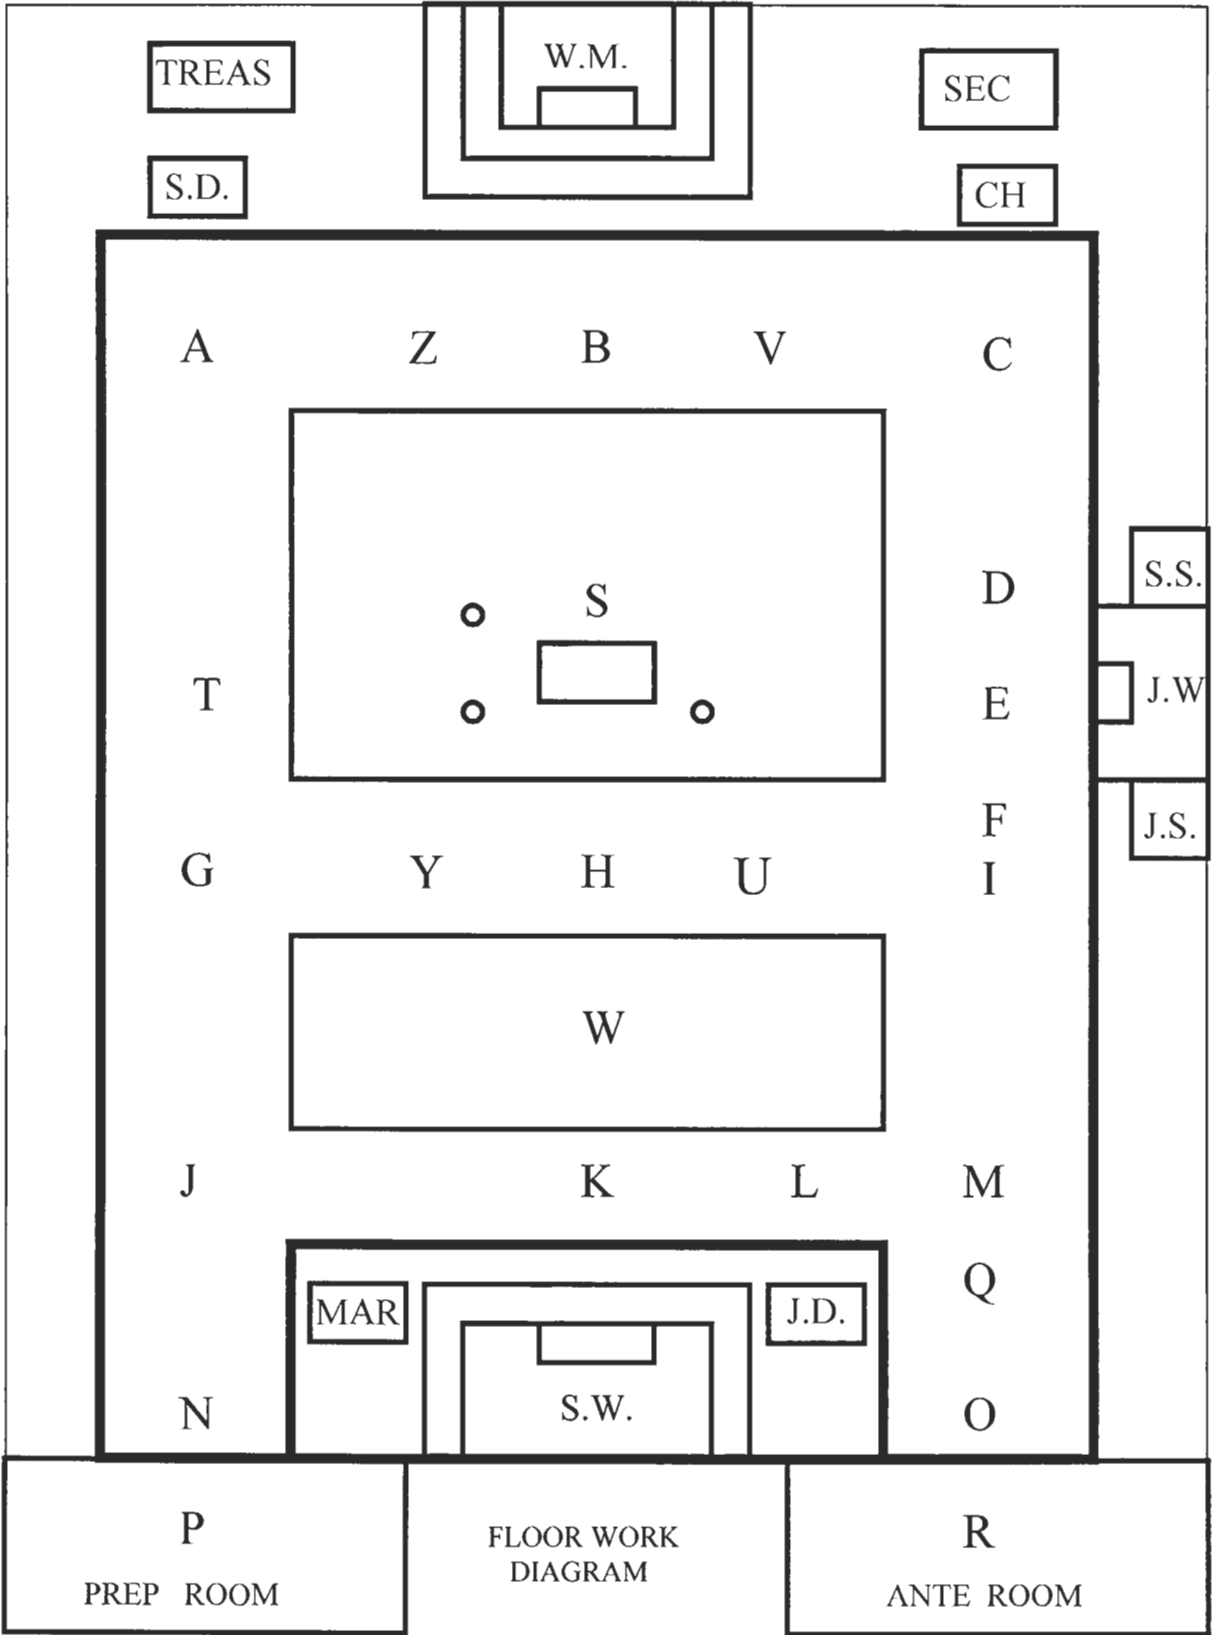 W.M.
TREAS
SEC
S.D.
CH
A Z B V C
S.S.
D
S
J.W
T
E
F
J.S.
G Y H U I
W
J K L M
Q
MAR
J.D.
S.W.
N
O
P
R
FLOOR WORK
DIAGRAM
PREP ROOM
ANTE ROOM